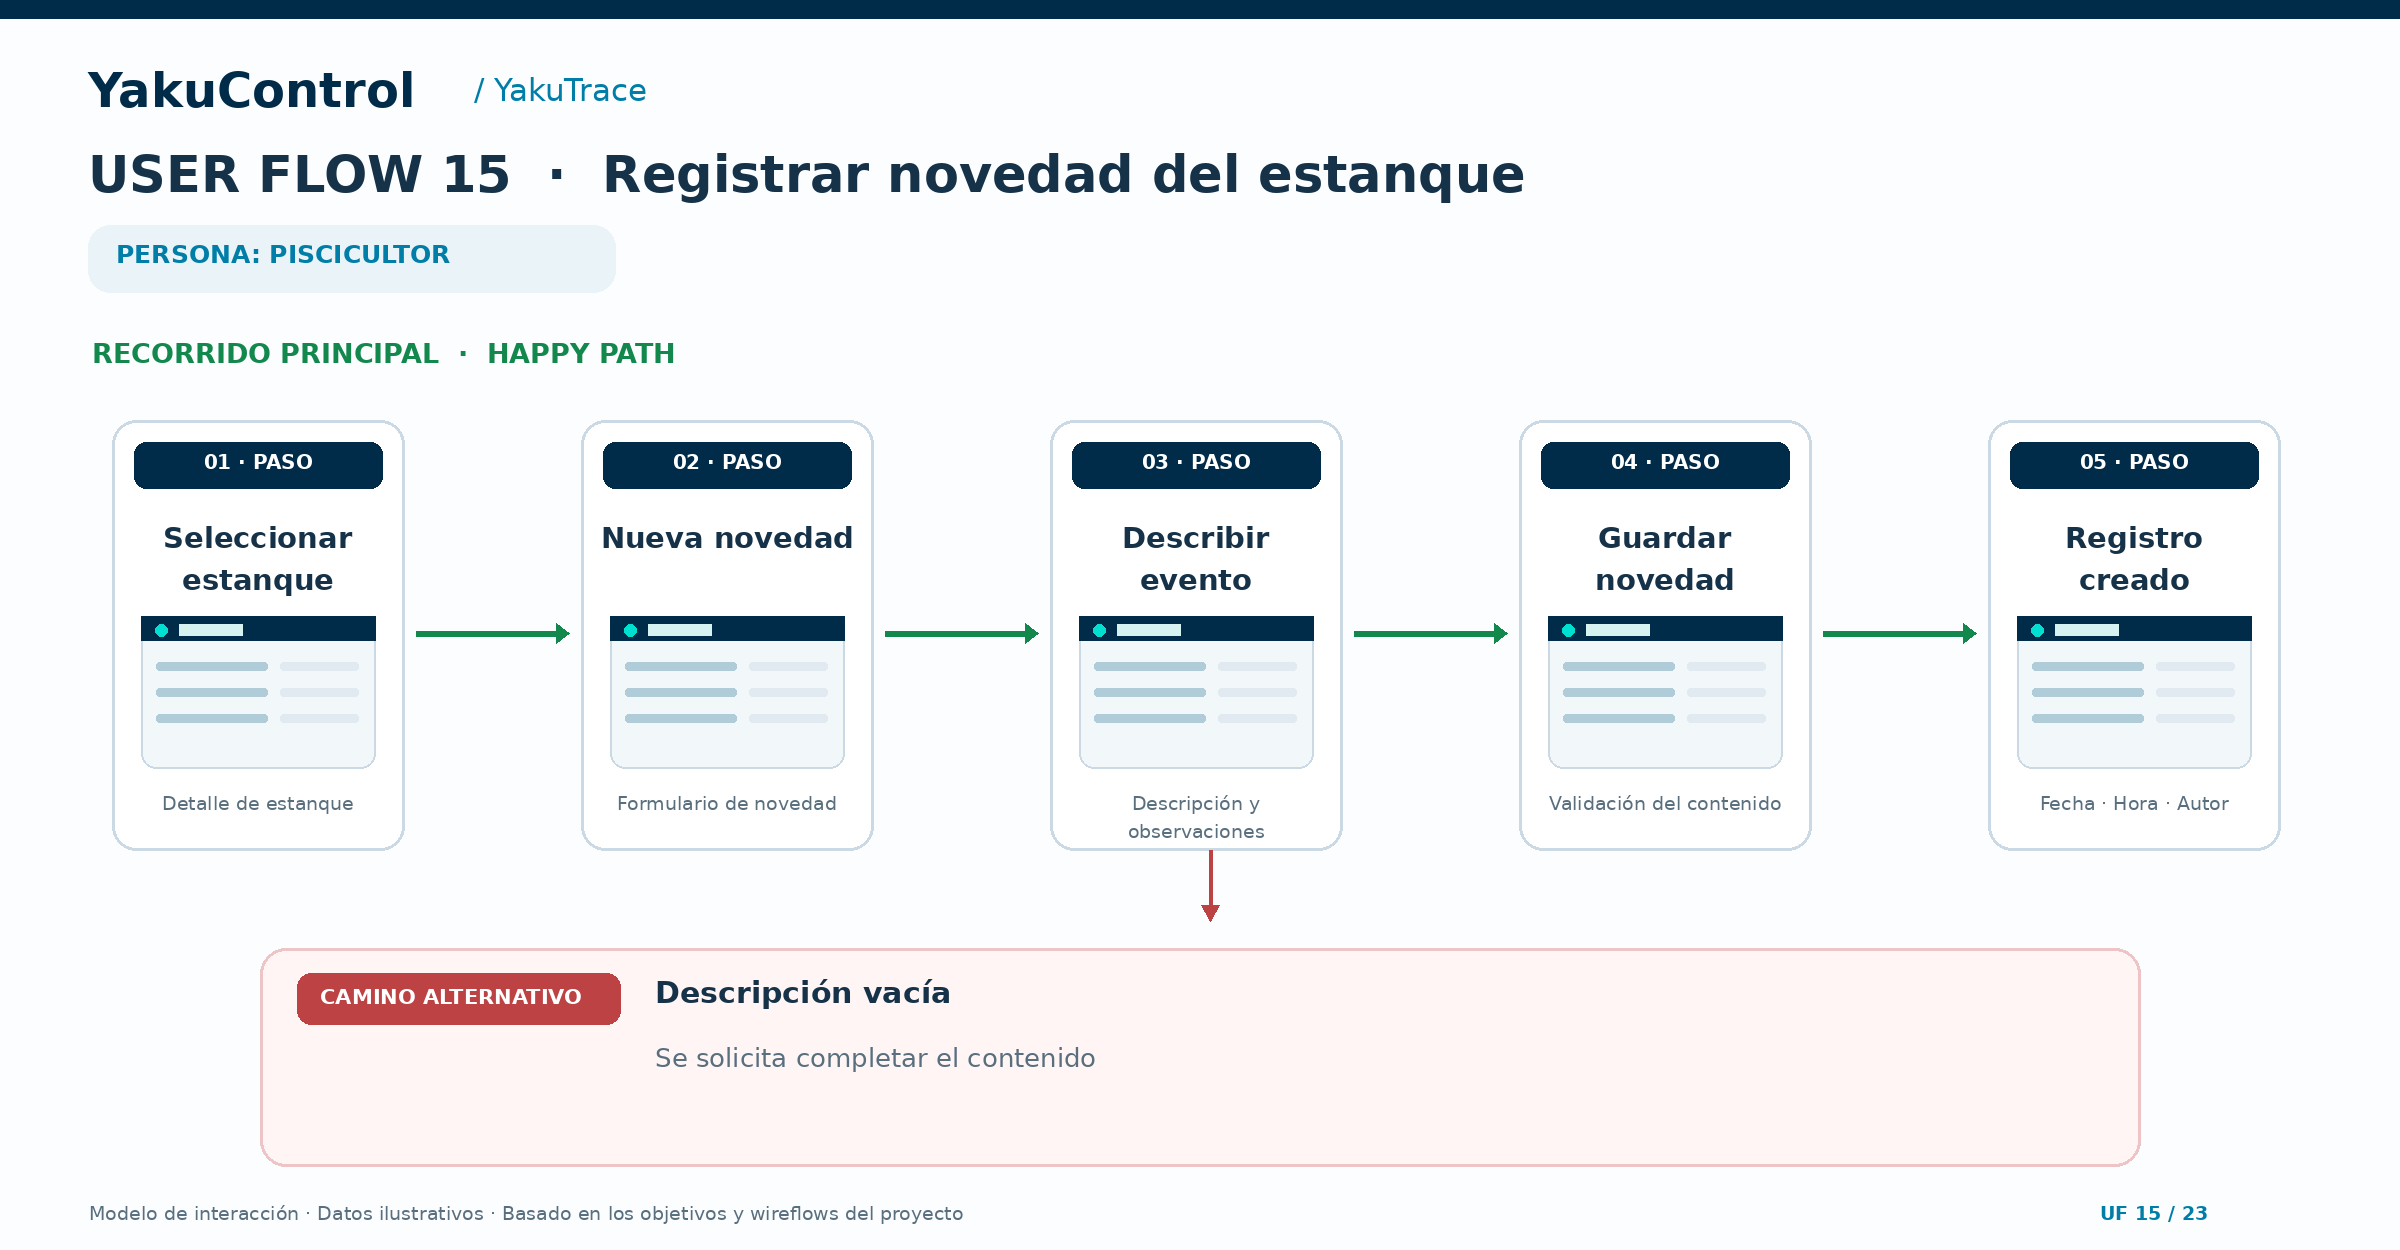 YakuControl / YakuTrace
USER FLOW 15 · Registrar novedad del estanque
PERSONA: PISCICULTOR
RECORRIDO PRINCIPAL · HAPPY PATH
01 · PASO
Seleccionar
estanque
Detalle de estanque
02 · PASO
Nueva novedad
Formulario de novedad
03 · PASO
Describir
evento
Descripción y
observaciones
04 · PASO
Guardar
novedad
Validación del contenido
05 · PASO
Registro
creado
Fecha · Hora · Autor
CAMINO ALTERNATIVO
Descripción vacía
Se solicita completar el contenido
Modelo de interacción · Datos ilustrativos · Basado en los objetivos y wireflows del proyecto
UF 15 / 23